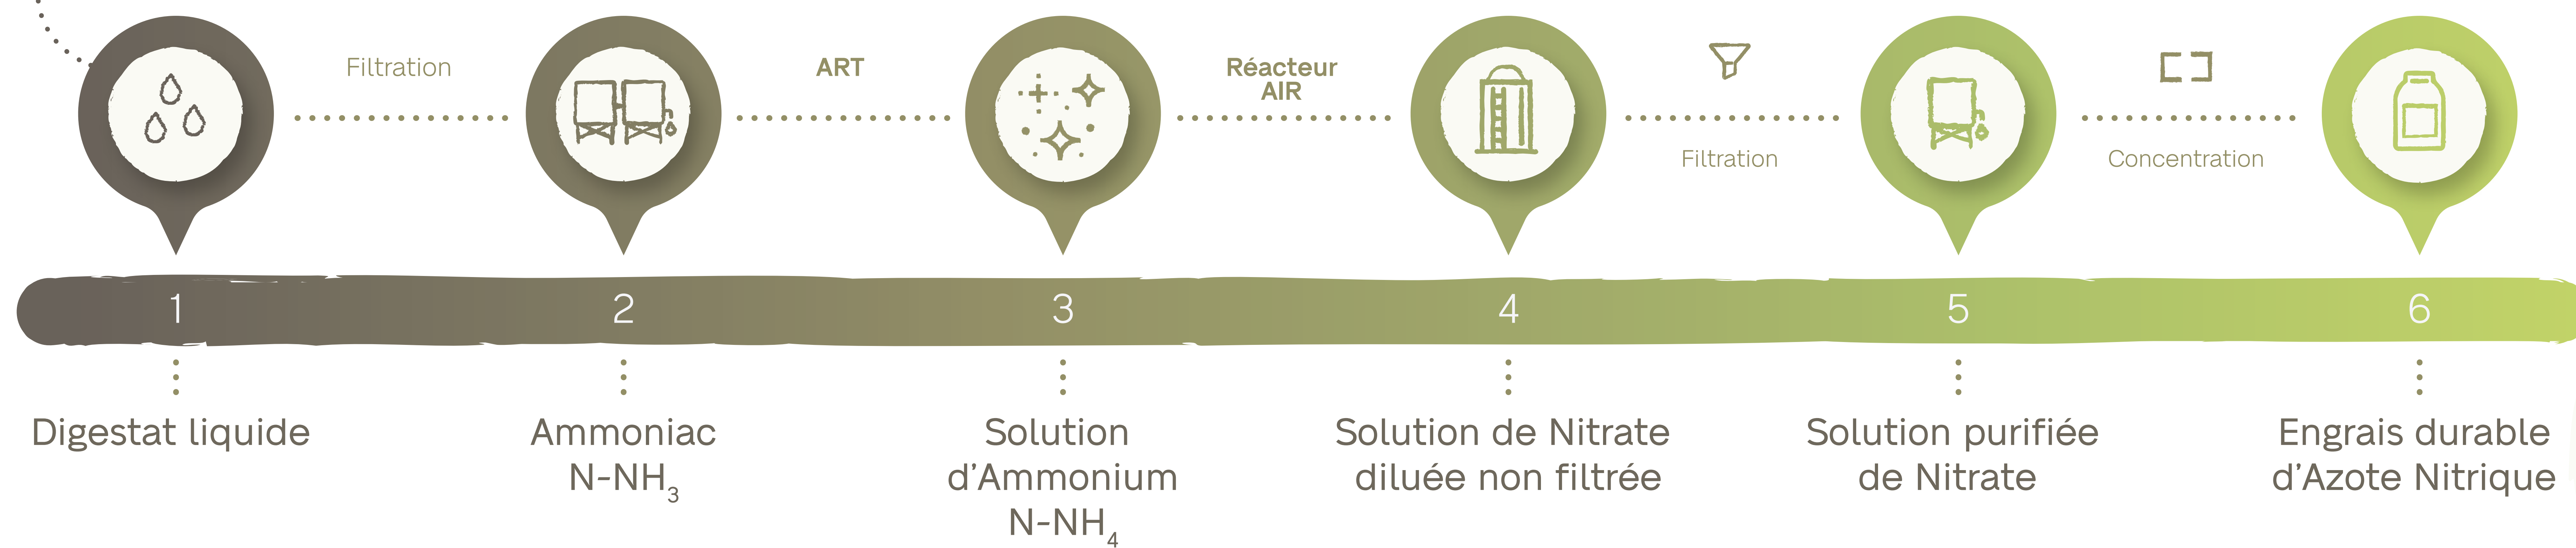 Filtration
ART
Réacteur
AIR
Filtration
Concentration
1
2
3
4
5
6
Digestat liquide
Ammoniac
N-NH₃
Solution
d'Ammonium
N-NH₄
Solution de Nitrate
diluée non filtrée
Solution purifiée
de Nitrate
Engrais durable
d'Azote Nitrique